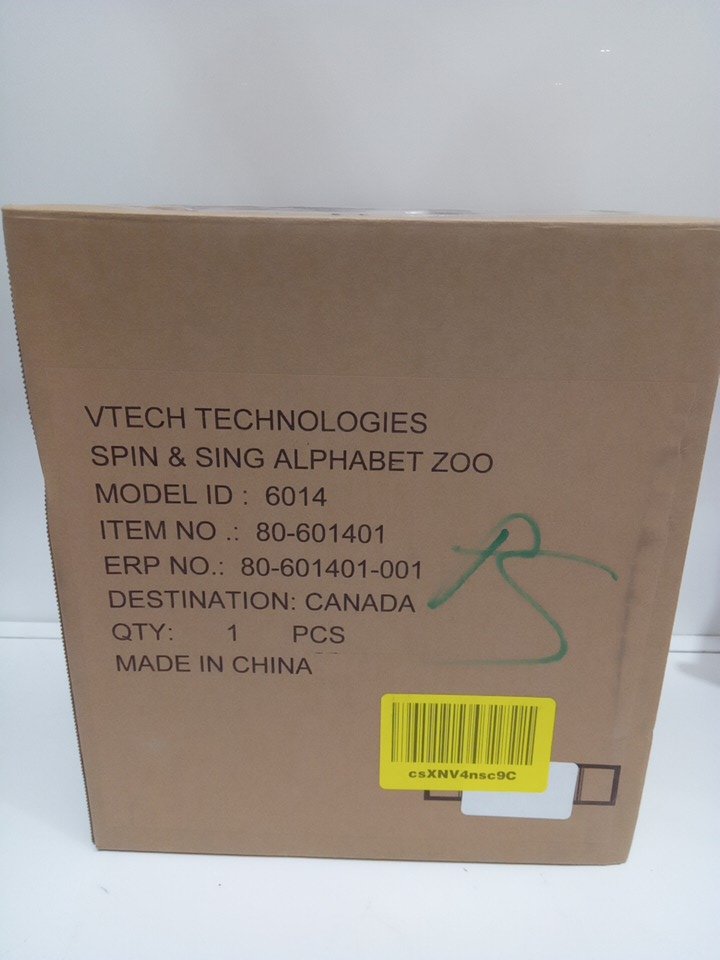 VTECH TECHNOLOGIES
SPIN & SING ALPHABET ZOO
MODEL ID : 6014
ITEM NO .: 80-601401
ERP NO.: 80-601401-001
DESTINATION: CANADA
QTY: 1 PCS
MADE IN CHINA
csXNV4nsc9C